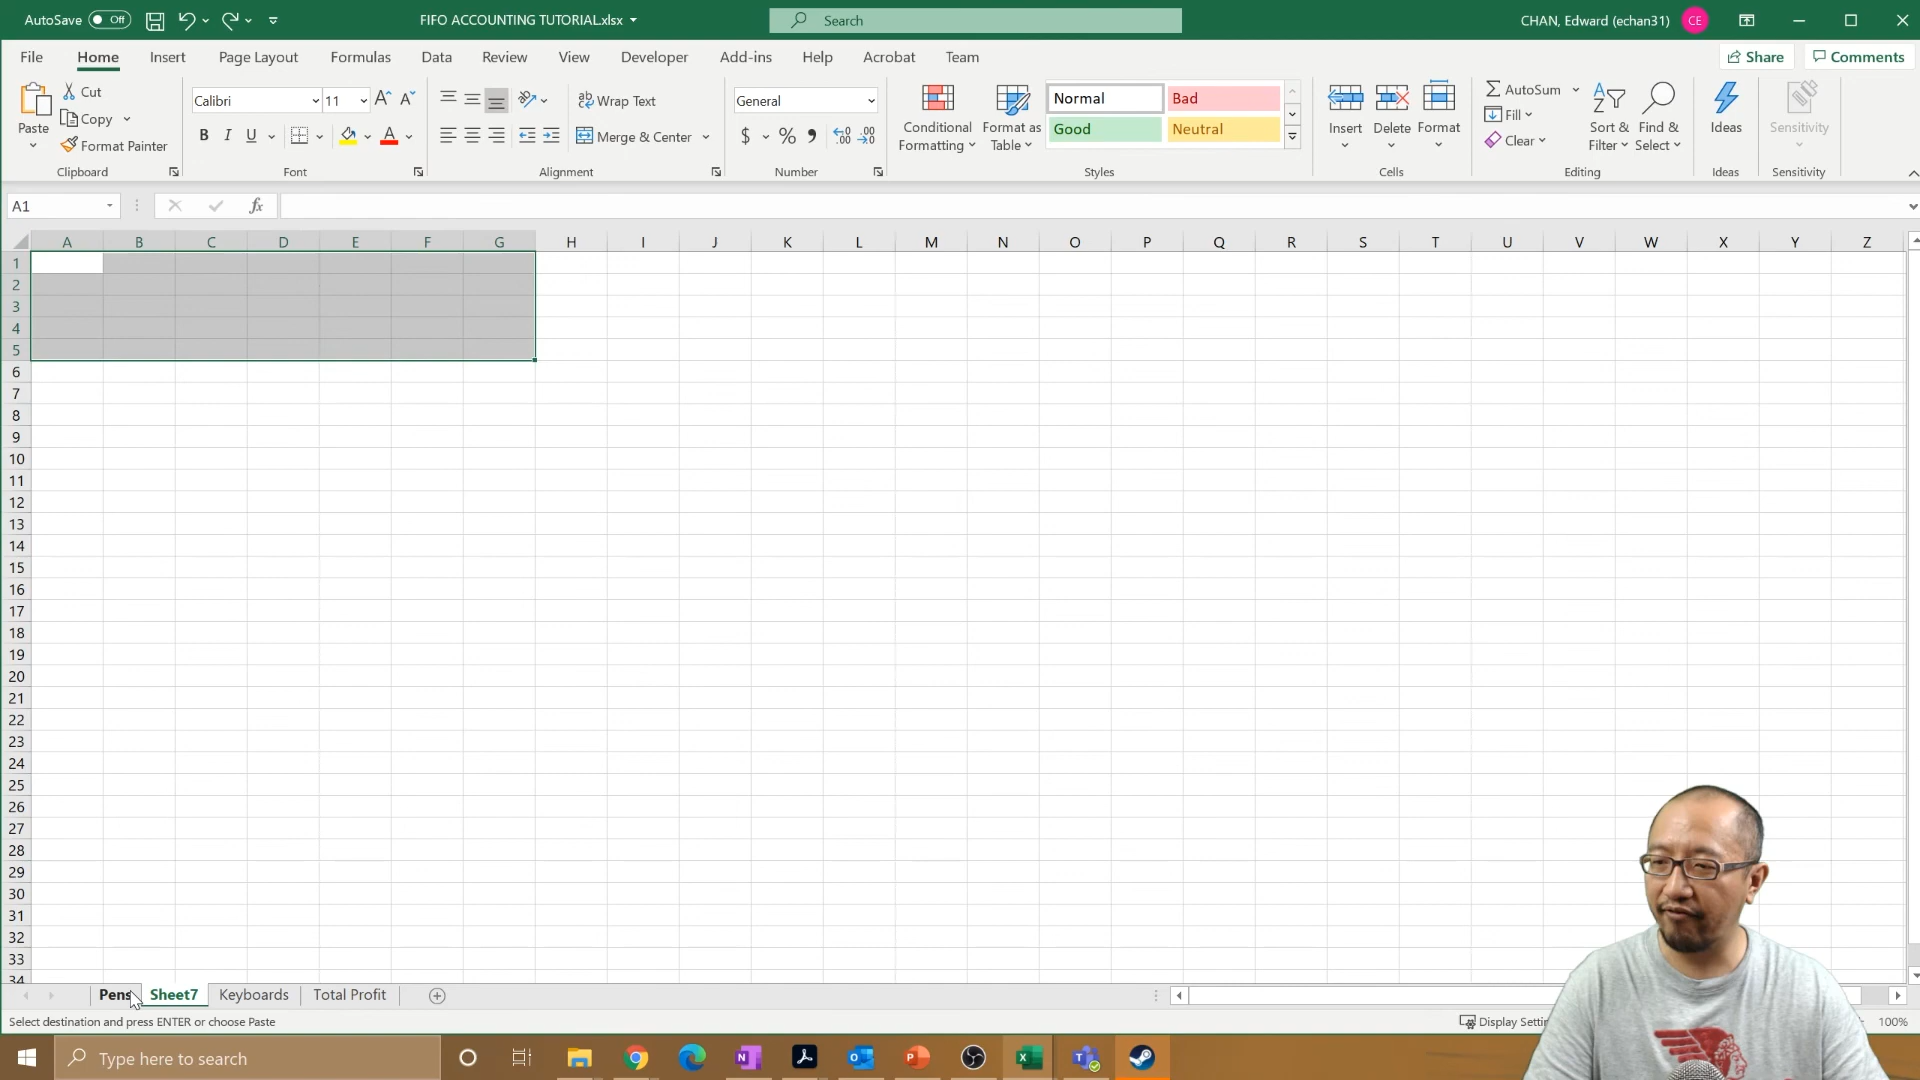 AutoSave Off FIFO ACCOUNTING TUTORIAL.xlsx Search CHAN, Edward (echan31) CE
File Home Insert Page Layout Formulas Data Review View Developer Add-ins Help Acrobat Team Share Comments
Paste Cut Copy Format Painter Clipboard
Calibri 11 B I U A Font
Wrap Text Merge & Center Alignment
General $ % Number
Conditional Formatting Format as Table
Normal Bad Good Neutral Styles
Insert Delete Format Cells
AutoSum Fill Clear Sort & Filter Find & Select Editing
Ideas Ideas
Sensitivity Sensitivity
A1 fx
A B C D E F G H I J K L M N O P Q R S T U V W X Y Z
1
2
3
4
5
6
7
8
9
10
11
12
13
14
15
16
17
18
19
20
21
22
23
24
25
26
27
28
29
30
31
32
33
34
Pens Sheet7 Keyboards Total Profit
Select destination and press ENTER or choose Paste 100%
Type here to search